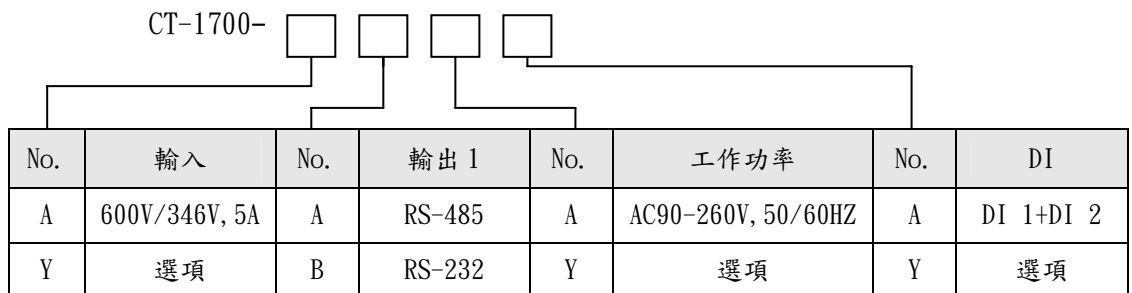 CT-1700-
No. 輸入 No. 輸出1 No. 工作功率 No. DI
A 600V/346V,5A A RS-485 A AC90-260V,50/60HZ A DI 1+DI 2
Y 選項 B RS-232 Y 選項 Y 選項